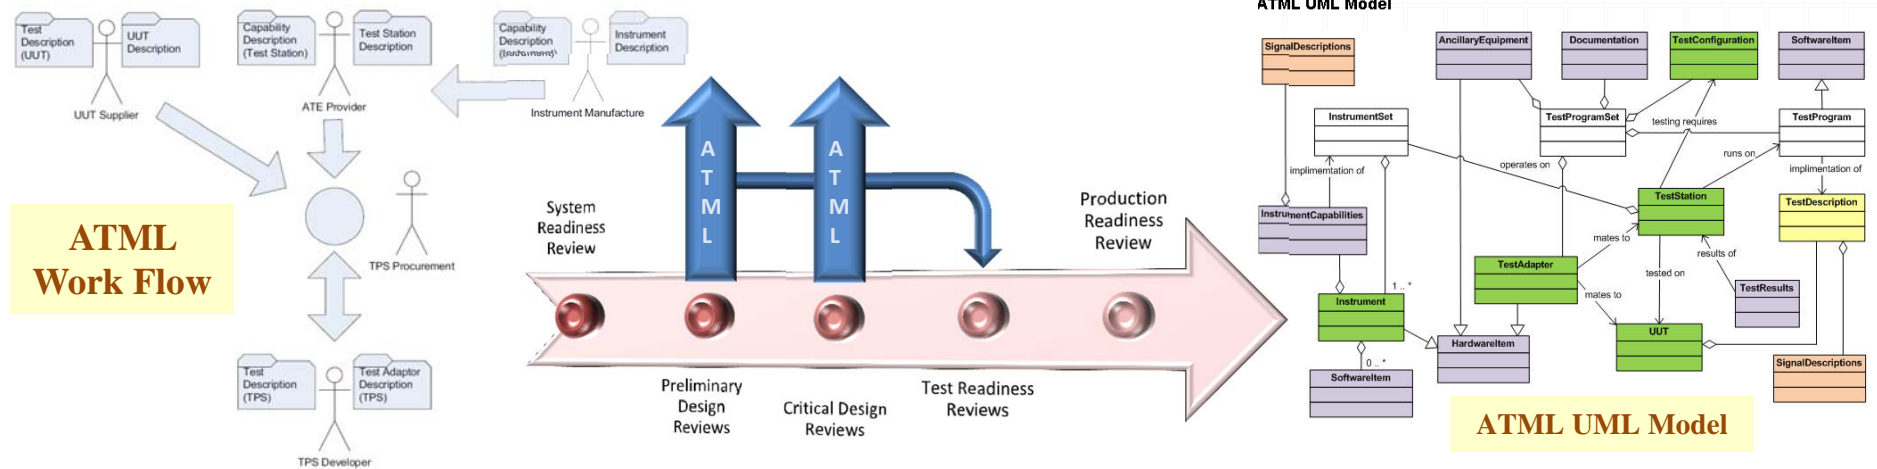 Test
Description
(UUT)
UUT
Description
UUT Supplier
Capability
Description
(Test Station)
Test Station
Description
ATE Provider
Capability
Description
(Instrument)
Instrument
Description
Instrument Manufacture
TPS Procurement
ATML
Work Flow
Test
Description
(TPS)
Test Adaptor
Description
(TPS)
TPS Developer
System
Readiness
Review
ATML
ATML
Production
Readiness
Review
Preliminary
Design
Reviews
Critical Design
Reviews
Test Readiness
Reviews
ATML UML Model
SignalDescriptions
AncillaryEquipment
Documentation
TestConfiguration
SoftwareItem
InstrumentSet
TestProgramSet
testing requires
TestProgram
implimentation of
operates on
runs on
implimentation of
InstrumentCapabilities
TestStation
TestDescription
mates to
results of
TestAdapter
tested on
1 .. *
mates to
TestResults
Instrument
UUT
HardwareItem
0 .. *
SoftwareItem
SignalDescriptions
ATML UML Model